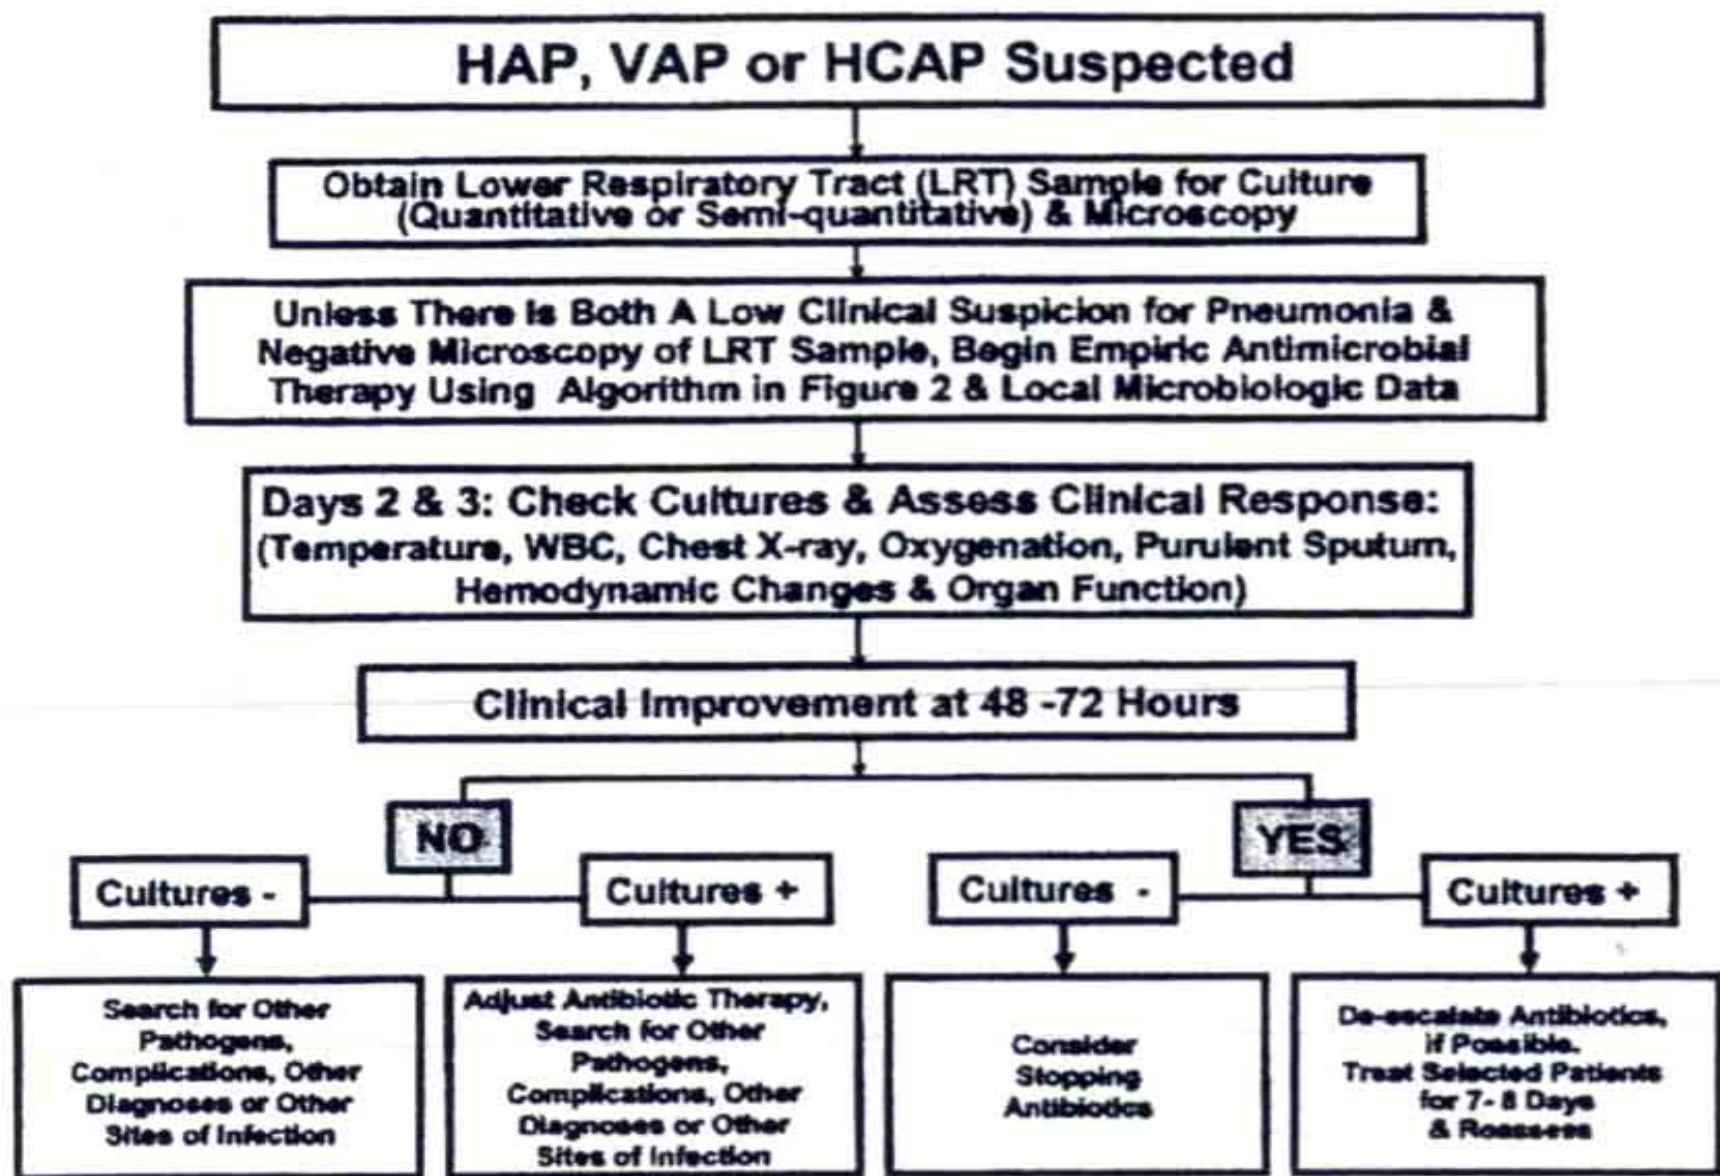 HAP, VAP or HCAP Suspected
Obtain Lower Respiratory Tract (LRT) Sample for Culture
(Quantitative or Semi-quantitative) & Microscopy
Unless There Is Both A Low Clinical Suspicion for Pneumonia &
Negative Microscopy of LRT Sample, Begin Empiric Antimicrobial
Therapy Using Algorithm in Figure 2 & Local Microbiologic Data
Days 2 & 3: Check Cultures & Assess Clinical Response:
(Temperature, WBC, Chest X-ray, Oxygenation, Purulent Sputum,
Hemodynamic Changes & Organ Function)
Clinical Improvement at 48 -72 Hours
NO
YES
Cultures -
Cultures +
Cultures -
Cultures +
Search for Other
Pathogens,
Complications, Other
Diagnoses or Other
Sites of Infection
Adjust Antibiotic Therapy,
Search for Other
Pathogens,
Complications, Other
Diagnoses or Other
Sites of Infection
Consider
Stopping
Antibiotics
De-escalate Antibiotics,
if Possible.
Treat Selected Patients
for 7- 8 Days
& Reassess